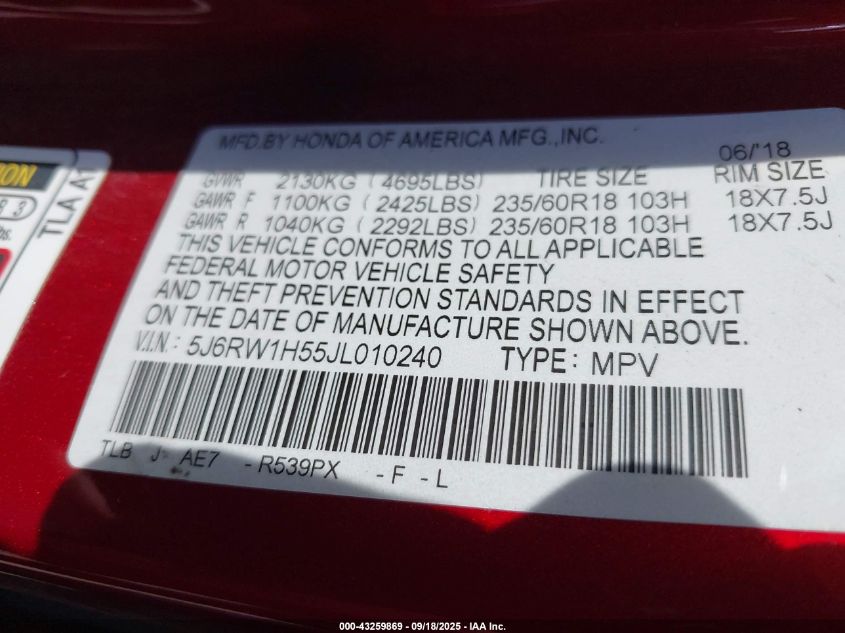 MFD.BY HONDA OF AMERICA MFG.,INC.
06/'18
GVWR 2130KG (4695LBS) TIRE SIZE RIM SIZE
GAWR F 1100KG (2425LBS) 235/60R18 103H 18X7.5J
GAWR R 1040KG (2292LBS) 235/60R18 103H 18X7.5J
THIS VEHICLE CONFORMS TO ALL APPLICABLE
FEDERAL MOTOR VEHICLE SAFETY
AND THEFT PREVENTION STANDARDS IN EFFECT
ON THE DATE OF MANUFACTURE SHOWN ABOVE.
V.I.N.: 5J6RW1H55JL010240 TYPE: MPV
TLB J- AE7 -R539PX -F-L
TLA A
000-43259869 - 09/18/2025 - IAA Inc.